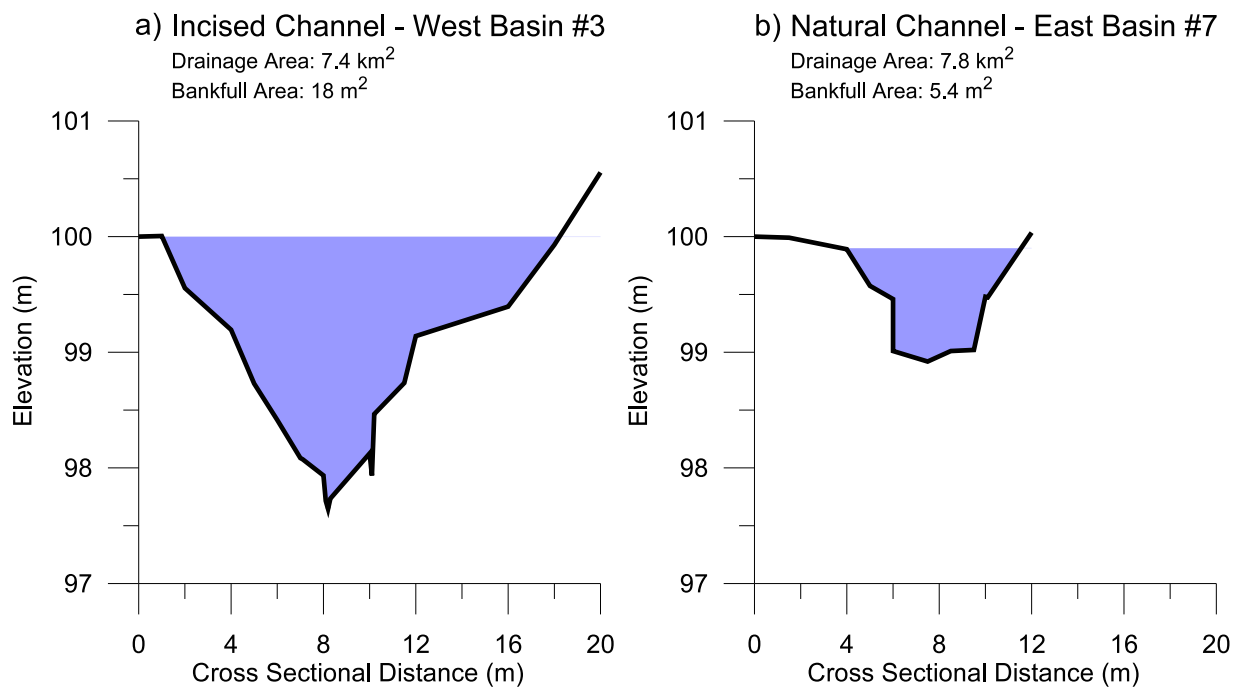 a) Incised Channel - West Basin #3
Drainage Area: 7.4 km²
Bankfull Area: 18 m²
101
100
99
98
97
Elevation (m)
0 4 8 12 16 20
Cross Sectional Distance (m)
b) Natural Channel - East Basin #7
Drainage Area: 7.8 km²
Bankfull Area: 5.4 m²
101
100
99
98
97
Elevation (m)
0 4 8 12 16 20
Cross Sectional Distance (m)